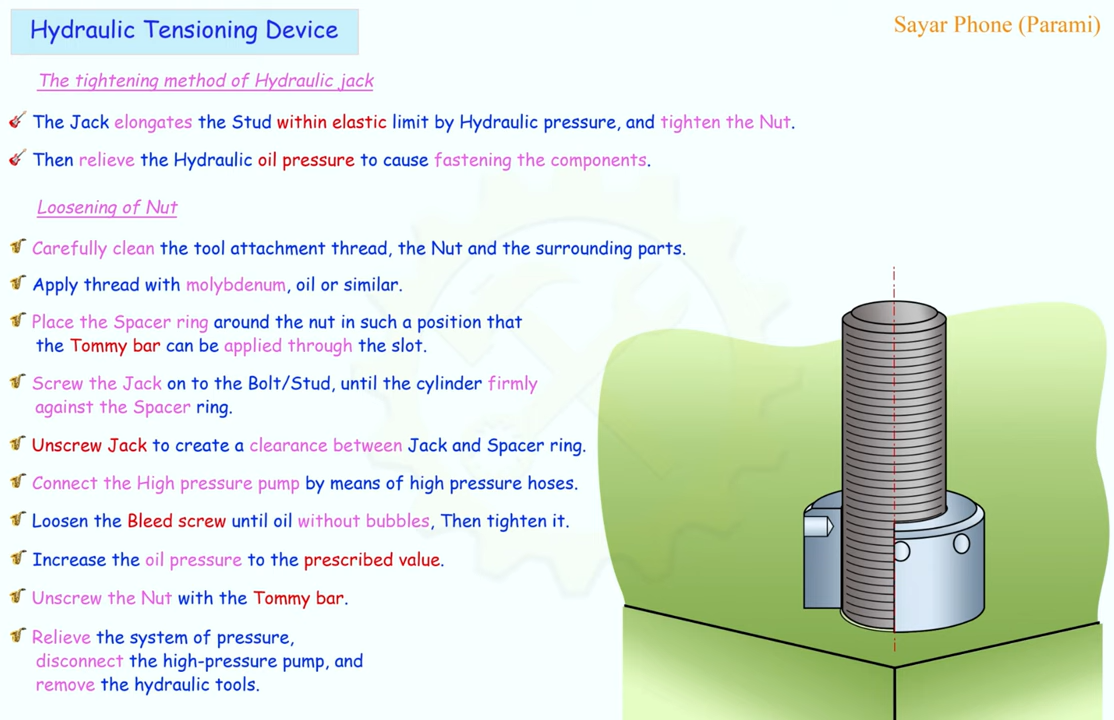 Hydraulic Tensioning Device
Sayar Phone (Parami)
The tightening method of Hydraulic jack
The Jack elongates the Stud within elastic limit by Hydraulic pressure, and tighten the Nut.
Then relieve the Hydraulic oil pressure to cause fastening the components.
Loosening of Nut
Carefully clean the tool attachment thread, the Nut and the surrounding parts.
Apply thread with molybdenum, oil or similar.
Place the Spacer ring around the nut in such a position that
the Tommy bar can be applied through the slot.
Screw the Jack on to the Bolt/Stud, until the cylinder firmly
against the Spacer ring.
Unscrew Jack to create a clearance between Jack and Spacer ring.
Connect the High pressure pump by means of high pressure hoses.
Loosen the Bleed screw until oil without bubbles, Then tighten it.
Increase the oil pressure to the prescribed value.
Unscrew the Nut with the Tommy bar.
Relieve the system of pressure,
disconnect the high-pressure pump, and
remove the hydraulic tools.